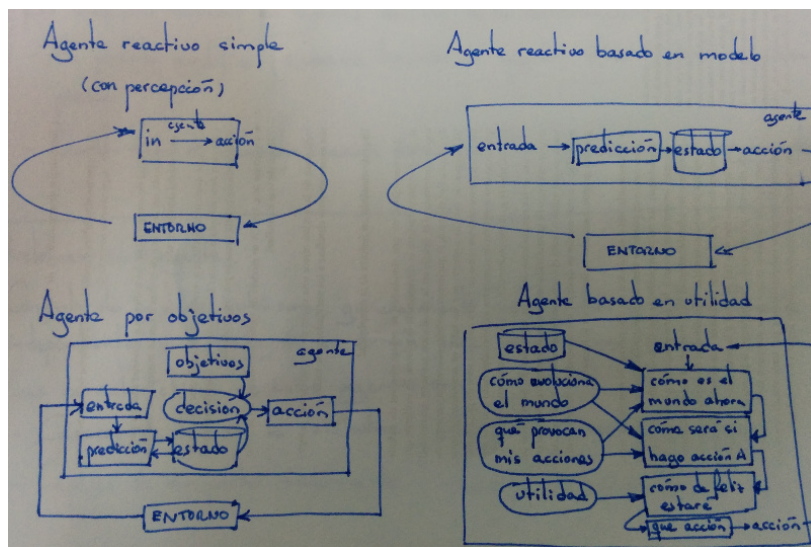 Agente reactivo simple
(con percepción)
agente
in acción
ENTORNO
Agente reactivo basado en modelo
agente
entrada predicción estado acción
ENTORNO
Agente por objetivos
agente
objetivos
entrada decision acción
predicción estado
ENTORNO
Agente basado en utilidad
estado entrada
cómo evoluciona
el mundo
cómo es el
mundo ahora
qué provocan
mis acciones
cómo será si
hago acción A
utilidad
cómo de feliz
estaré
que acción acción